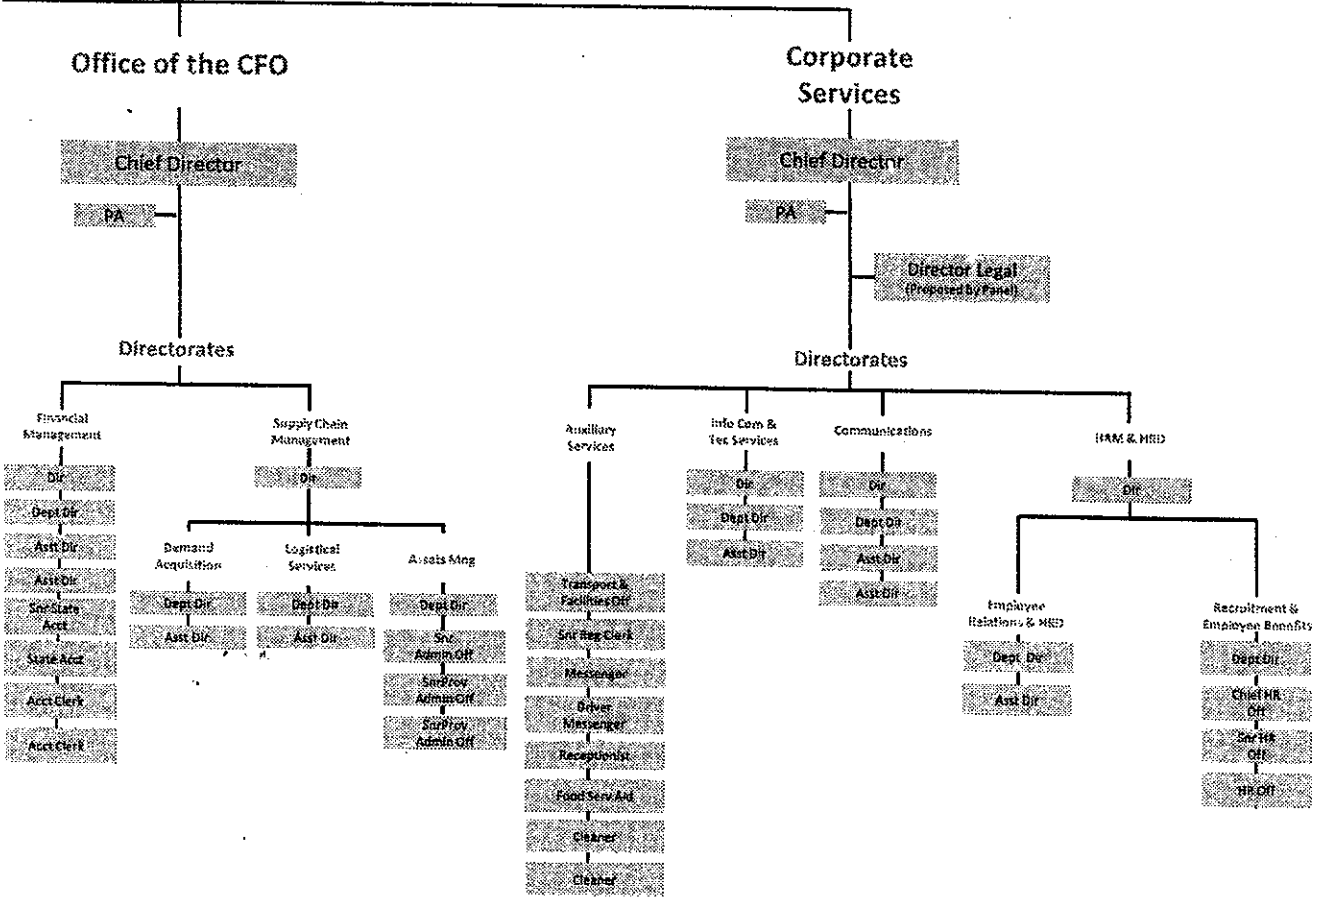 Office of the CFO
Chief Director
PA
Directorates
Financial
Management
Dir
Dept Dir
Asst Dir
Asst Dir
Snr State
Acct
State Acct
Acct Clerk
Acct Clerk
Supply Chain
Management
Dir
Demand
Acquisition
Dept Dir
Asst Dir
Logistical
Services
Dept Dir
Asst Dir
Assets Mng
Dept Dir
Snr
Admin Off
SnrProv
Admin Off
SnrProv
Admin Off
Corporate
Services
Chief Director
PA
Director Legal
(Proposed by Panel)
Directorates
Auxiliary
Services
Transport &
Facilities Off
Snr Reg Clerk
Messenger
Driver
Messenger
Receptionist
Food Serv Aid
Cleaner
Cleaner
Info Com &
Tec Services
Dir
Dept Dir
Asst Dir
Communications
Dir
Dept Dir
Asst Dir
Asst Dir
HRM & HRD
Dir
Employee
Relations & HRD
Dept Dir
Asst Dir
Recruitment &
Employee Benefits
Dept Dir
Chief HR
Off
Snr HR
Off
HR Off